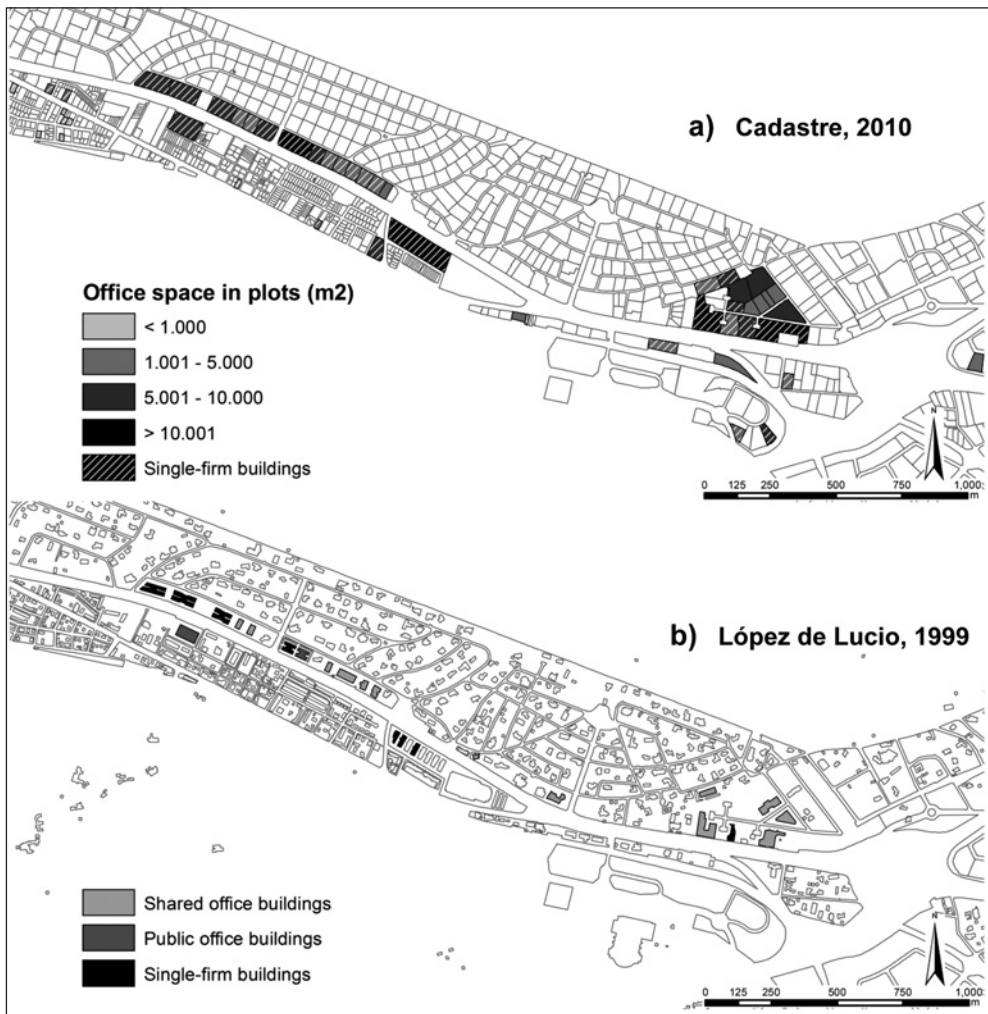 a) Cadastre, 2010
Office space in plots (m2)
< 1.000
1.001 - 5.000
5.001 - 10.000
> 10.001
Single-firm buildings
N
0 125 250 500 750 1,000
m
b) López de Lucio, 1999
Shared office buildings
Public office buildings
Single-firm buildings
N
0 125 250 500 750 1,000
m